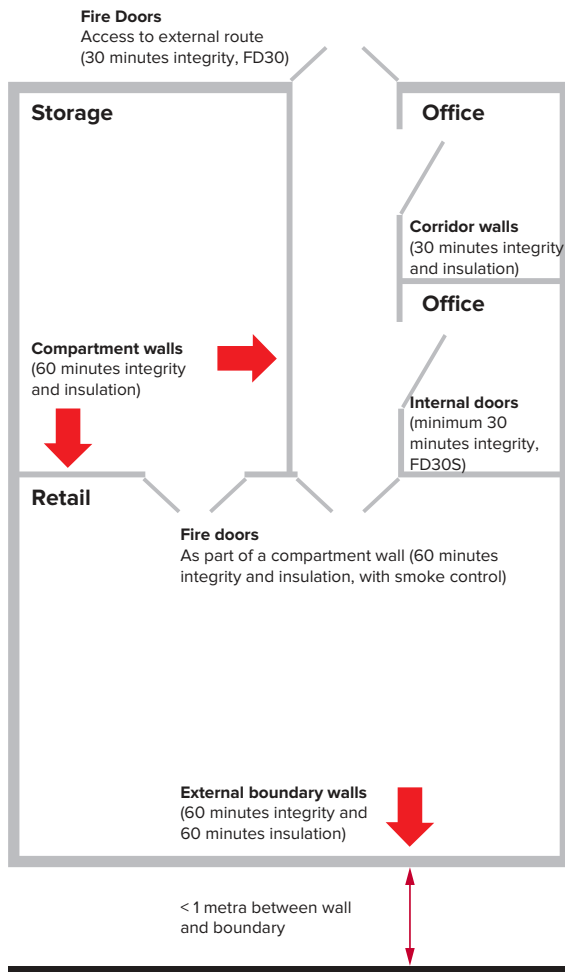 Fire Doors
Access to external route
(30 minutes integrity, FD30)
Storage
Office
Corridor walls
(30 minutes integrity
and insulation)
Office
Compartment walls
(60 minutes integrity
and insulation)
Internal doors
(minimum 30
minutes integrity,
FD30S)
Retail
Fire doors
As part of a compartment wall (60 minutes
integrity and insulation, with smoke control)
External boundary walls
(60 minutes integrity and
60 minutes insulation)
< 1 metra between wall
and boundary